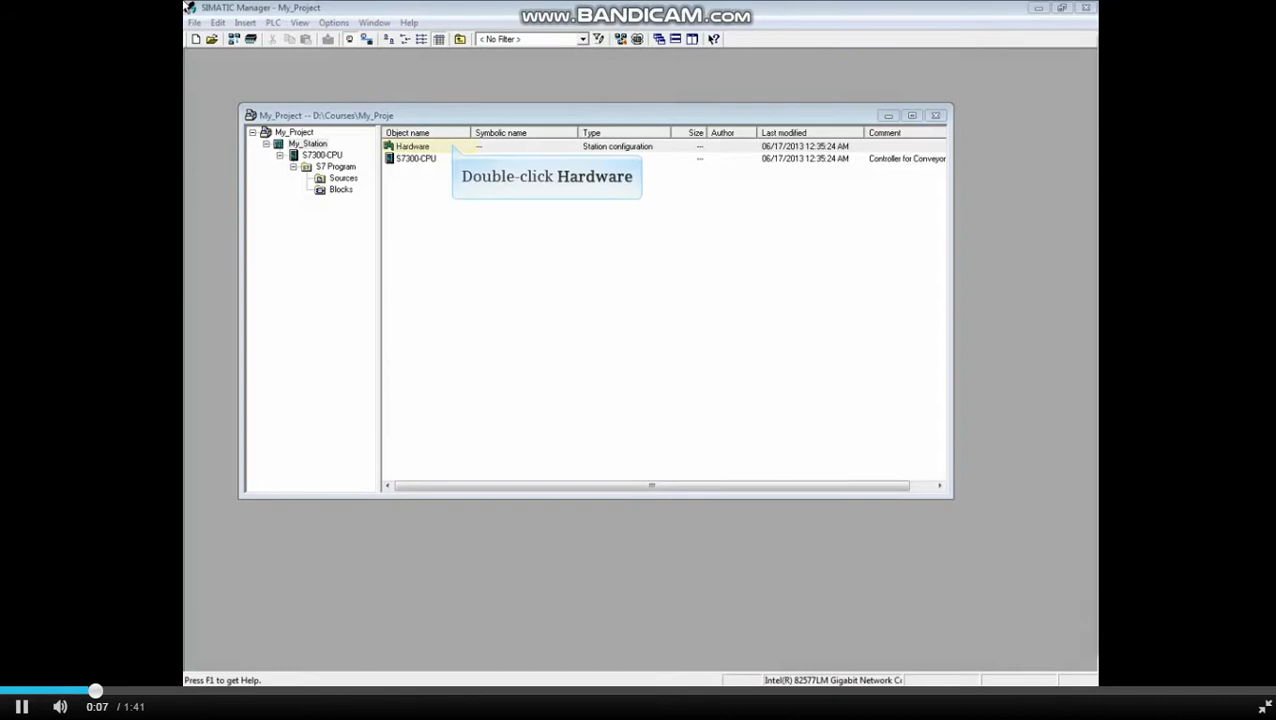 SIMATIC Manager - My_Project
www.BANDICAM.com
File Edit Insert PLC View Options Window Help
< No Filter >
My_Project -- D:\Courses\My_Proje
My_Project
My_Station
S7300-CPU
S7 Program
Sources
Blocks
Object name Symbolic name Type Size Author Last modified Comment
Hardware --- Station configuration --- 06/17/2013 12:35:24 AM
S7300-CPU --- 06/17/2013 12:35:24 AM Controller for Conveyor
Double-click Hardware
Press F1 to get Help.
Intel(R) 82577LM Gigabit Network Cc
0:07 / 1:41